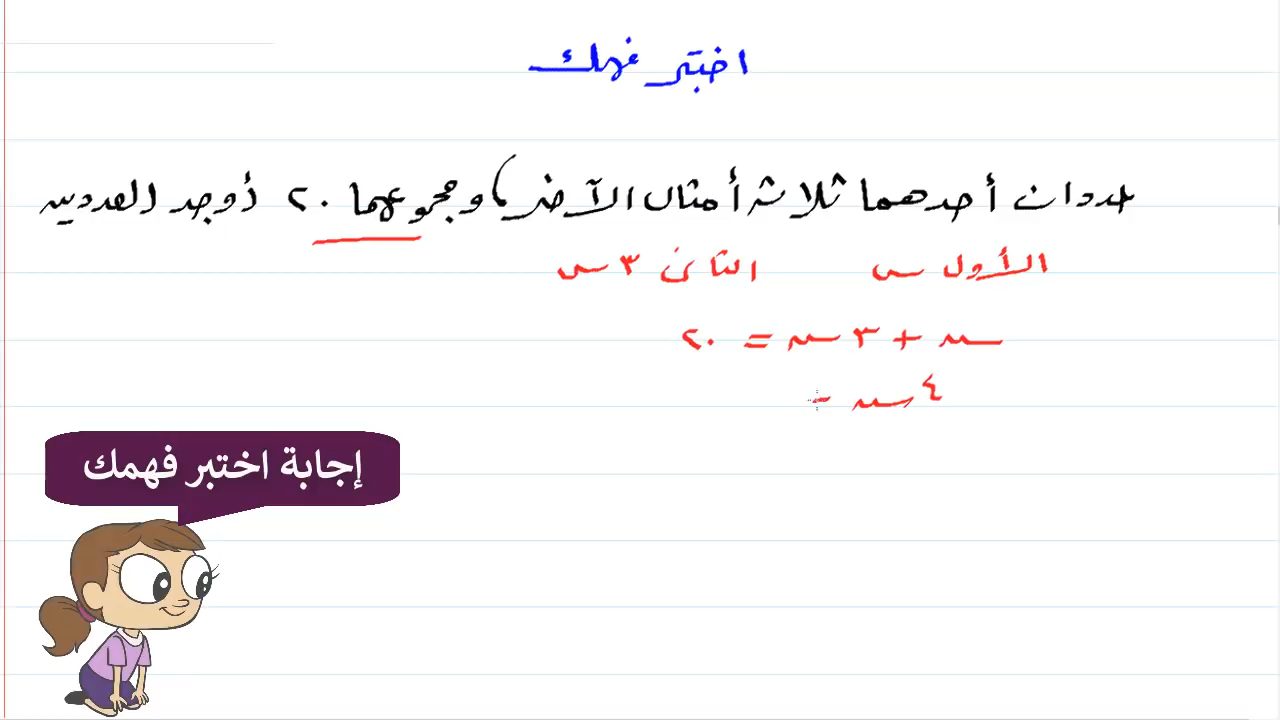 اختبر فهمك
عددان أحدهما ثلاثة أمثال الآخر) ومجموعهما ٢٠ أوجد العددين
الأول س الثانى ٣ س
س + ٣ س = ٢٠
٤ س =
إجابة اختبر فهمك